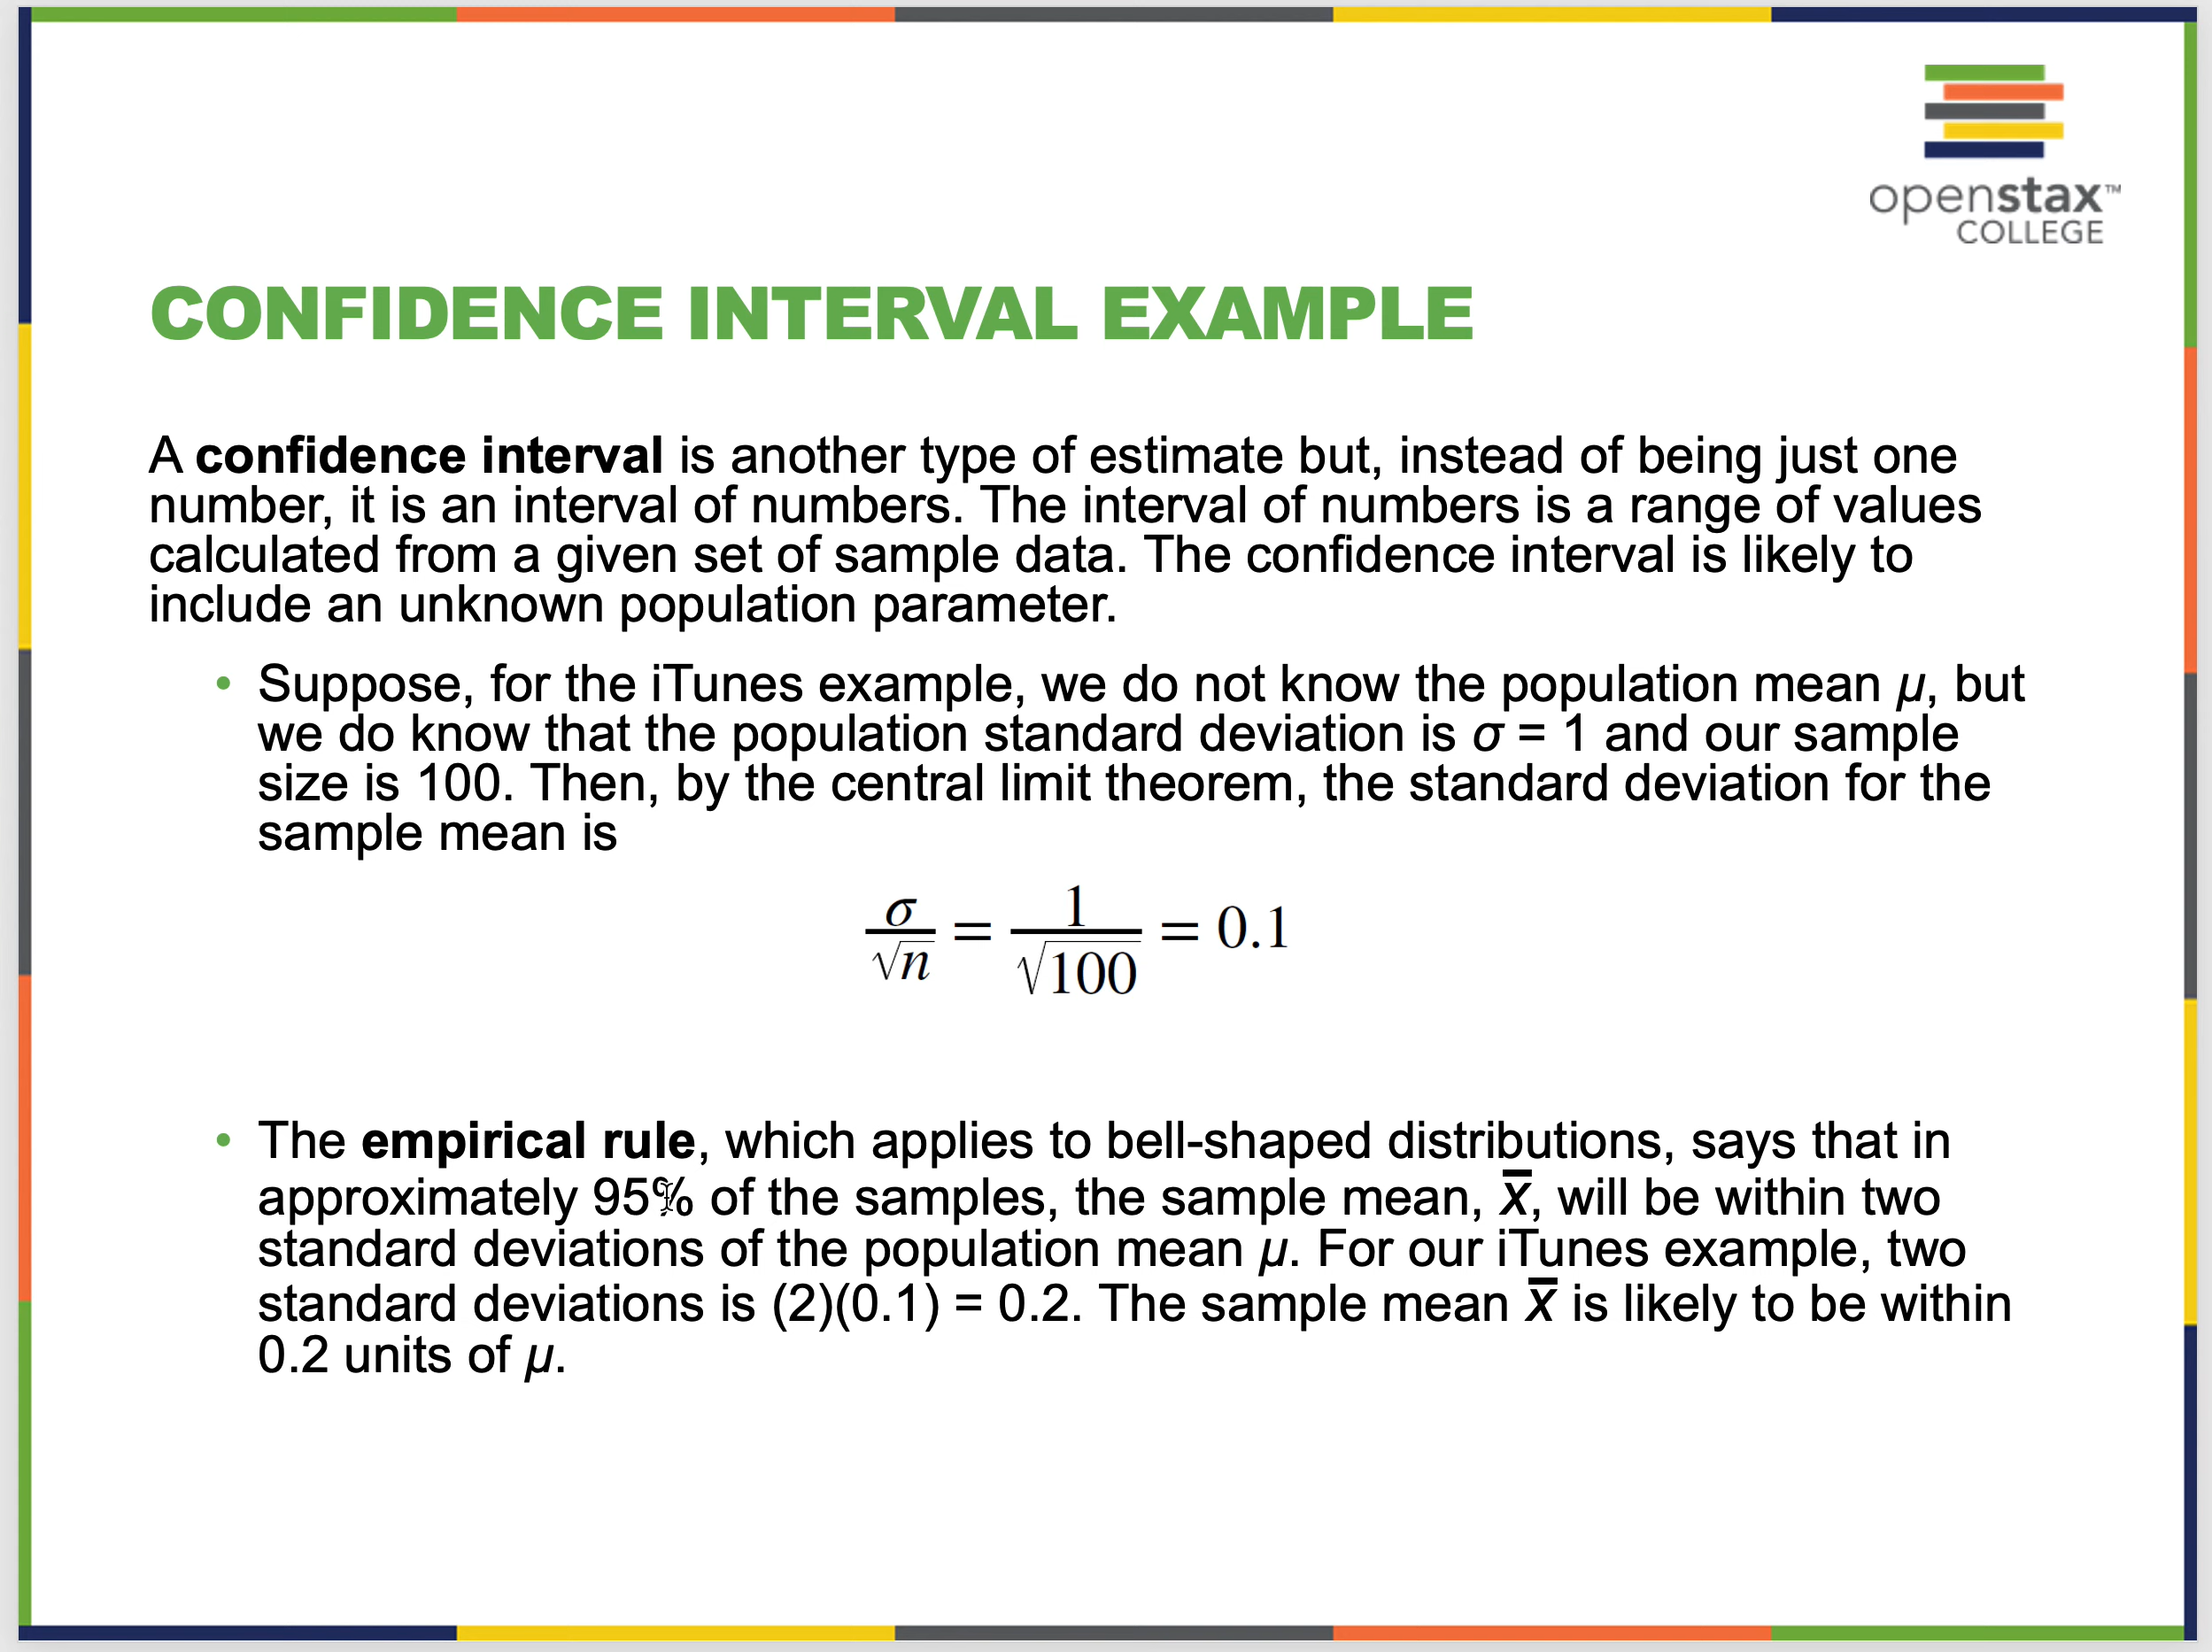 openstax™
COLLEGE
CONFIDENCE INTERVAL EXAMPLE
A confidence interval is another type of estimate but, instead of being just one
number, it is an interval of numbers. The interval of numbers is a range of values
calculated from a given set of sample data. The confidence interval is likely to
include an unknown population parameter.
• Suppose, for the iTunes example, we do not know the population mean μ, but
we do know that the population standard deviation is σ = 1 and our sample
size is 100. Then, by the central limit theorem, the standard deviation for the
sample mean is
σ/√n = 1/√100 = 0.1
• The empirical rule, which applies to bell-shaped distributions, says that in
approximately 95% of the samples, the sample mean, x̅, will be within two
standard deviations of the population mean μ. For our iTunes example, two
standard deviations is (2)(0.1) = 0.2. The sample mean x̅ is likely to be within
0.2 units of μ.